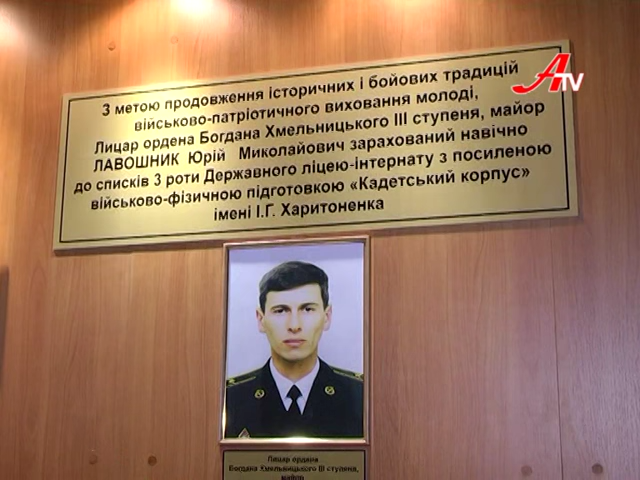 ATV
З метою продовження історичних і бойових традицій
військово-патріотичного виховання молоді,
Лицар ордена Богдана Хмельницького ІІІ ступеня, майор
ЛАВОШНИК Юрій Миколайович зарахований навічно
до списків 3 роти Державного ліцею-інтернату з посиленою
військово-фізичною підготовкою «Кадетський корпус»
імені І.Г. Харитоненка
Лицар ордена
Богдана Хмельницького ІІІ ступеня,
майор